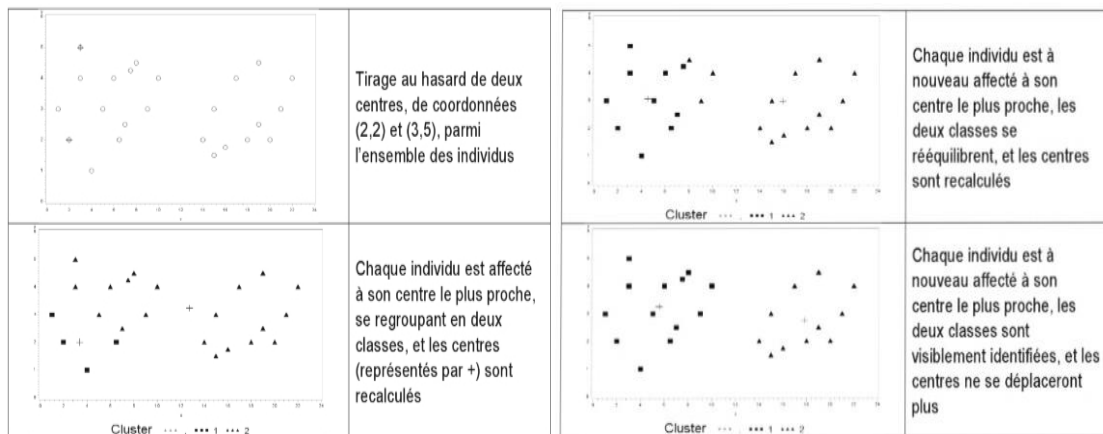 Tirage au hasard de deux
centres, de coordonnées
(2,2) et (3,5), parmi
l'ensemble des individus
Chaque individu est affecté
à son centre le plus proche,
se regroupant en deux
classes, et les centres
(représentés par +) sont
recalculés
Cluster 1 2
Chaque individu est à
nouveau affecté à son
centre le plus proche, les
deux classes se
rééquilibrent, et les centres
sont recalculés
Cluster 1 2
Chaque individu est à
nouveau affecté à son
centre le plus proche, les
deux classes sont
visiblement identifiées, et les
centres ne se déplaceront
plus
Cluster 1 2